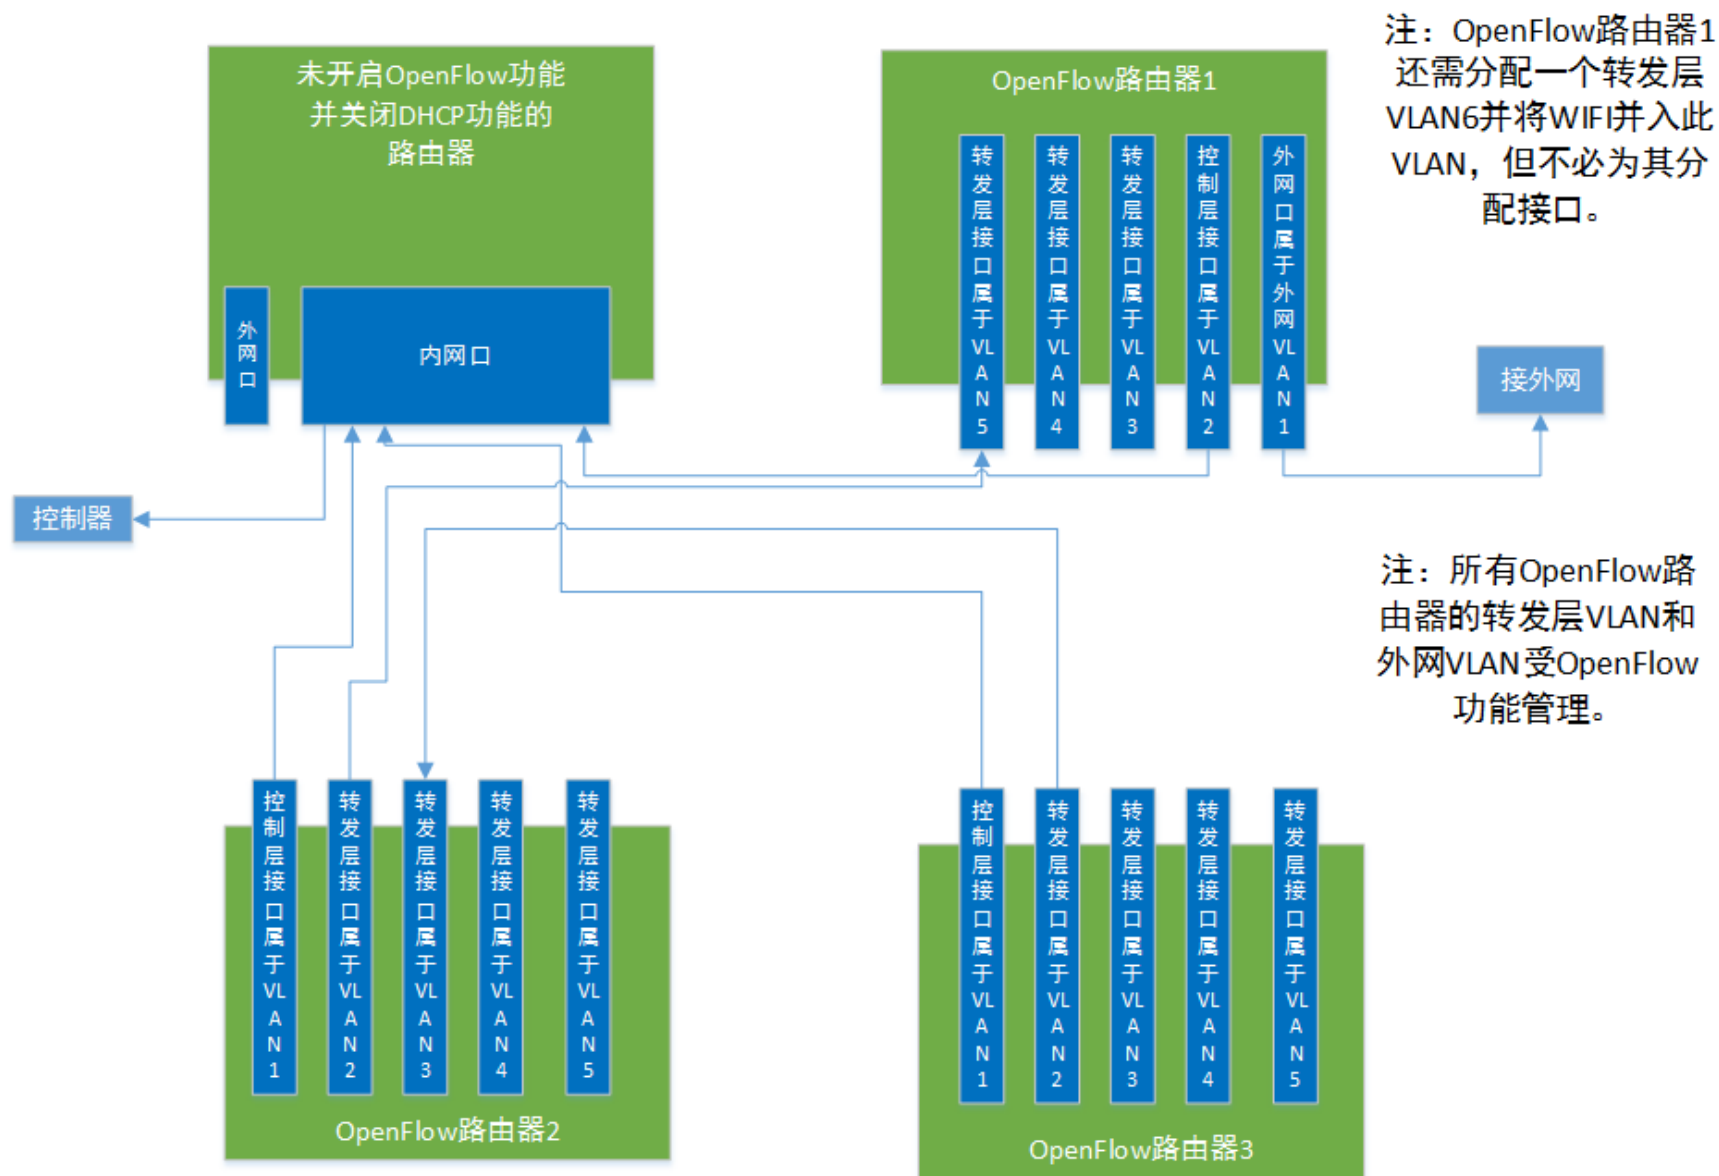 未开启OpenFlow功能
并关闭DHCP功能的
路由器
外网口
内网口
OpenFlow路由器1
转发层接口属于VLAN5
转发层接口属于VLAN4
转发层接口属于VLAN3
控制层接口属于VLAN2
外网口属于外网VLAN1
注：OpenFlow路由器1
还需分配一个转发层
VLAN6并将WIFI并入此
VLAN，但不必为其分
配接口。
接外网
控制器
注：所有OpenFlow路
由器的转发层VLAN和
外网VLAN受OpenFlow
功能管理。
控制层接口属于VLAN1
转发层接口属于VLAN2
转发层接口属于VLAN3
转发层接口属于VLAN4
转发层接口属于VLAN5
OpenFlow路由器2
控制层接口属于VLAN1
转发层接口属于VLAN2
转发层接口属于VLAN3
转发层接口属于VLAN4
转发层接口属于VLAN5
OpenFlow路由器3